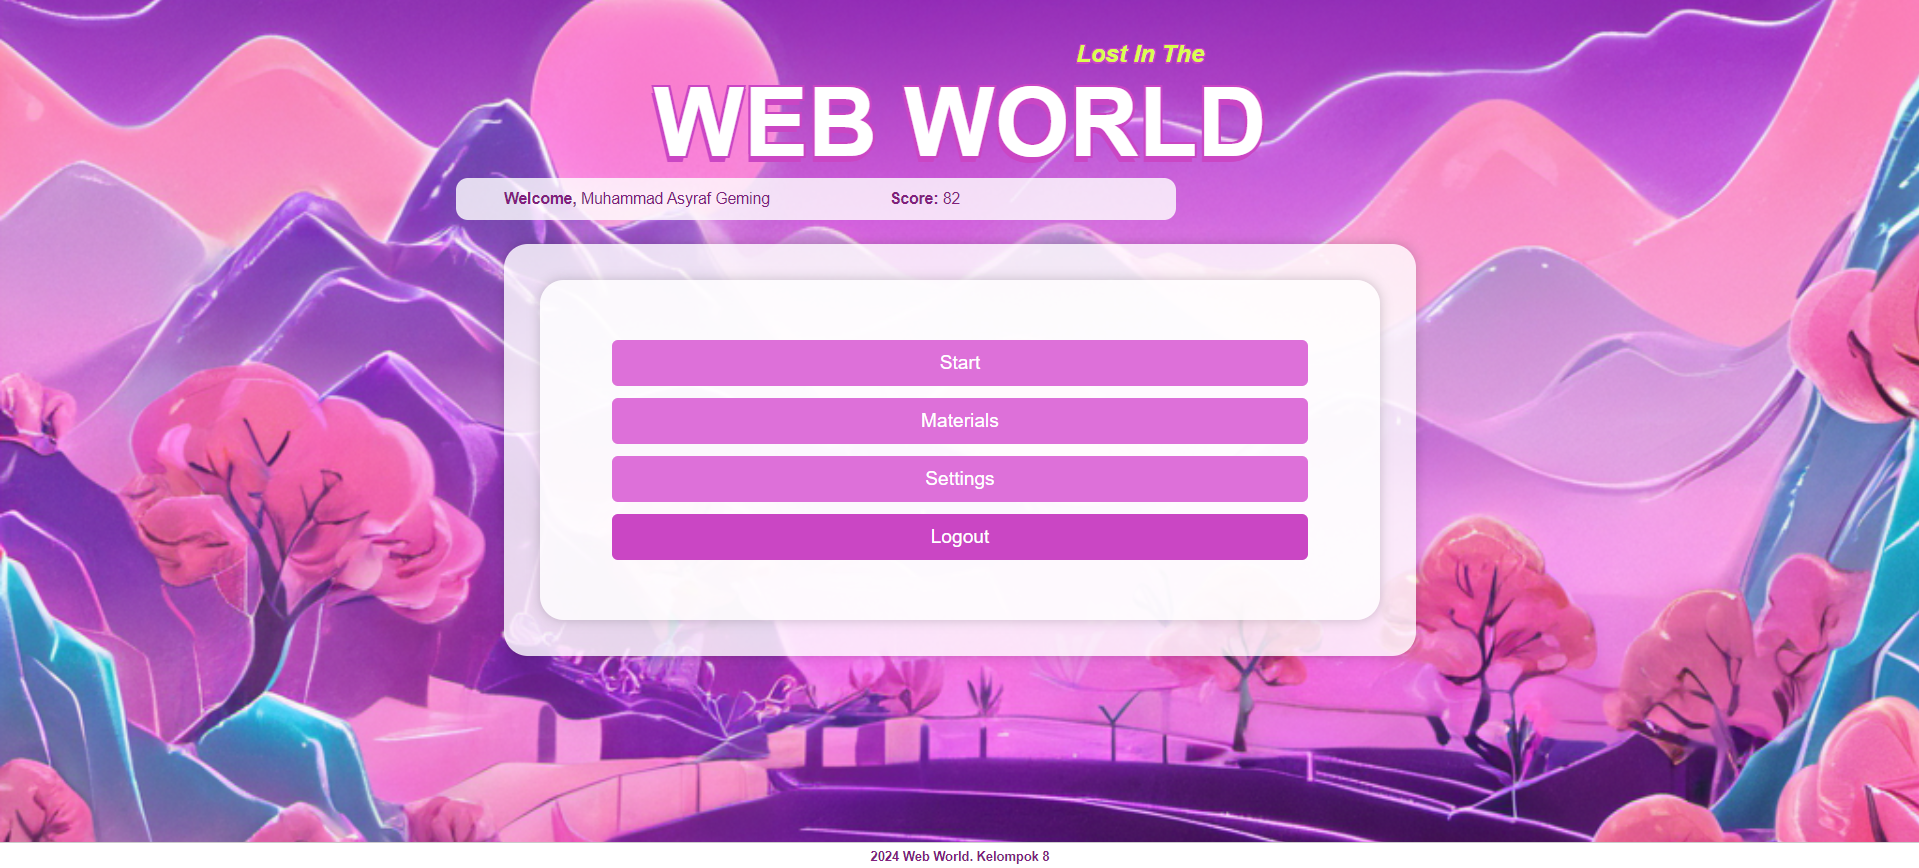 Lost In The
WEB WORLD
Welcome, Muhammad Asyraf Geming Score: 82
Start
Materials
Settings
Logout
2024 Web World. Kelompok 8